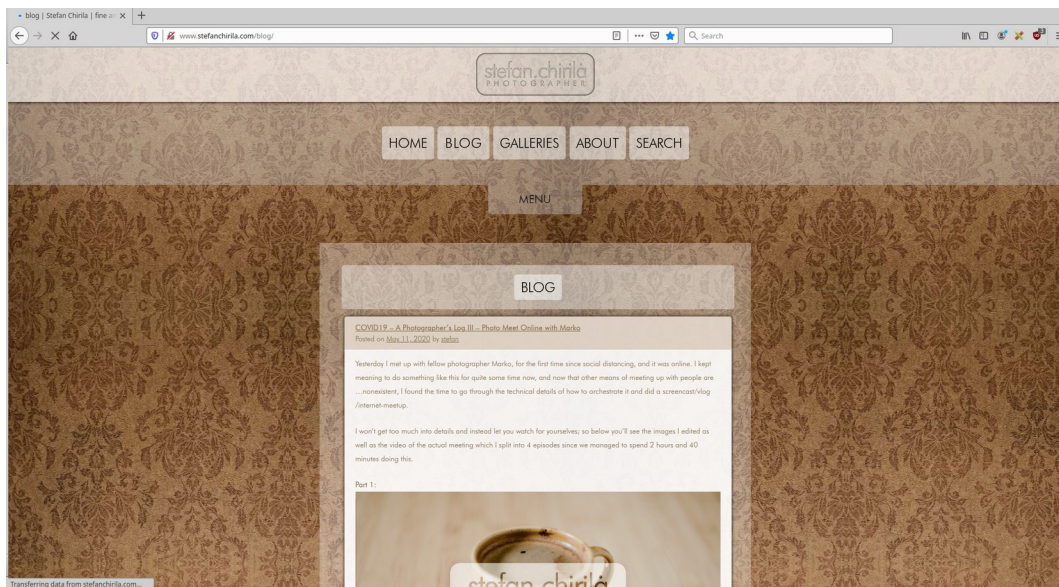 blog | Stefan Chirila | fine a
www.stefanchirila.com/blog/
Search
stefan.chirilă
PHOTOGRAPHER
HOME BLOG GALLERIES ABOUT SEARCH
MENU
BLOG
COVID19 – A Photographer's Log III – Photo Meet Online with Marko
Posted on May 11, 2020 by stefan
Yesterday I met up with fellow photographer Marko, for the first time since social distancing, and it was online. I kept
meaning to do something like this for quite some time now, and now that other means of meeting up with people are
…nonexistent, I found the time to go through the technical details of how to orchestrate it and did a screencast/vlog
/internet-meetup.
I won't get too much into details and instead let you watch for yourselves; so below you'll see the images I edited as
well as the video of the actual meeting which I split into 4 episodes since we managed to spend 2 hours and 40
minutes doing this.
Part 1:
stefan.chirilă
Transferring data from stefanchirila.com…